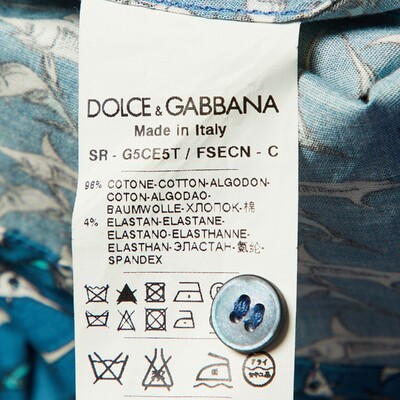 DOLCE & GABBANA
Made in Italy
SR - G5CE5T / FSECN - C
96% COTONE-COTTON-ALGODON-
COTON-ALGODAO-
BAUMWOLLE-ХЛОПОК-棉
4% ELASTAN-ELASTANE-
ELASTANO-ELASTHANNE-
ELASTHAN-ЭЛАСТАН-氨纶-
SPANDEX
ドライ